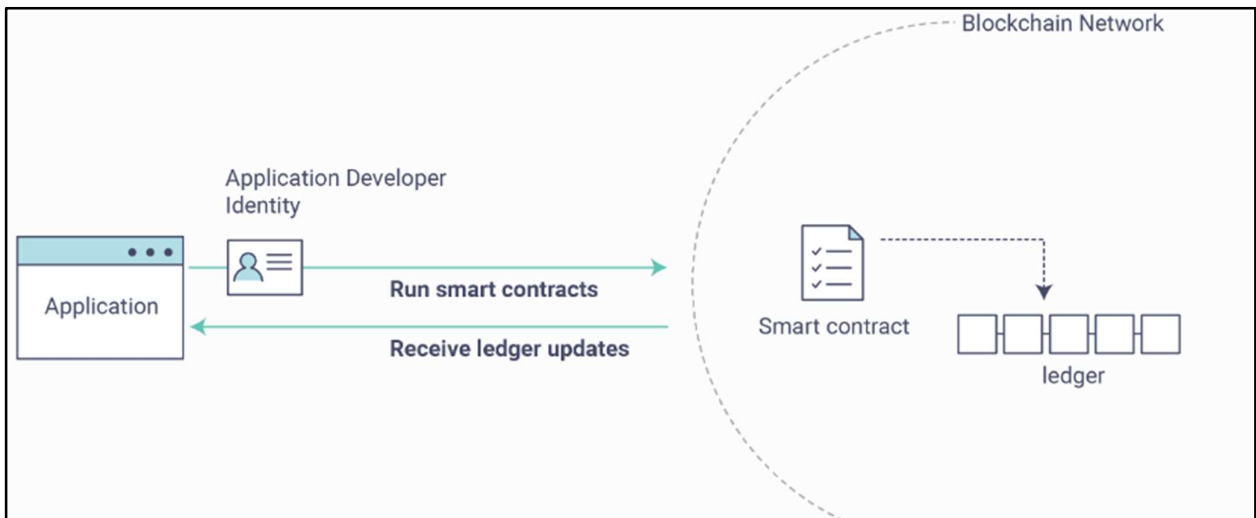 Blockchain Network
Application Developer
Identity
Application
Run smart contracts
Receive ledger updates
Smart contract
ledger